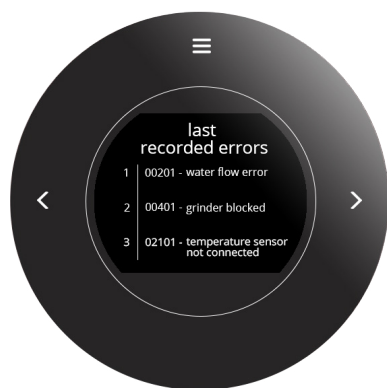 last
recorded errors
1 00201 - water flow error
2 00401 - grinder blocked
3 02101 - temperature sensor
not connected